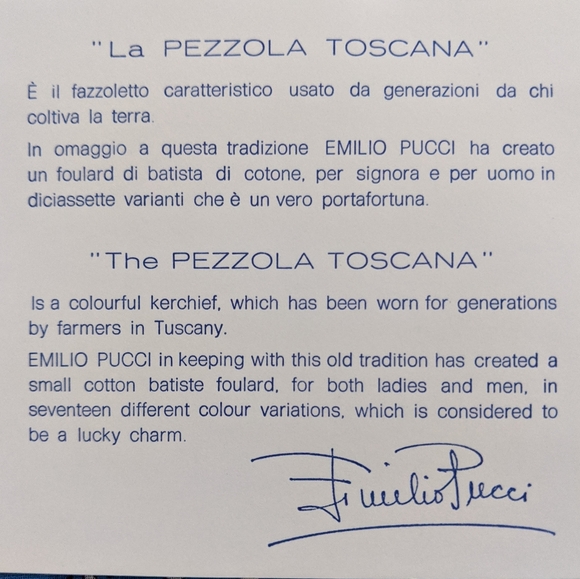 "La PEZZOLA TOSCANA"
È il fazzoletto caratteristico usato da generazioni da chi
coltiva la terra.
In omaggio a questa tradizione EMILIO PUCCI ha creato
un foulard di batista di cotone, per signora e per uomo in
diciassette varianti che è un vero portafortuna.
"The PEZZOLA TOSCANA"
Is a colourful kerchief, which has been worn for generations
by farmers in Tuscany.
EMILIO PUCCI in keeping with this old tradition has created a
small cotton batiste foulard, for both ladies and men, in
seventeen different colour variations, which is considered to
be a lucky charm.
Emilio Pucci